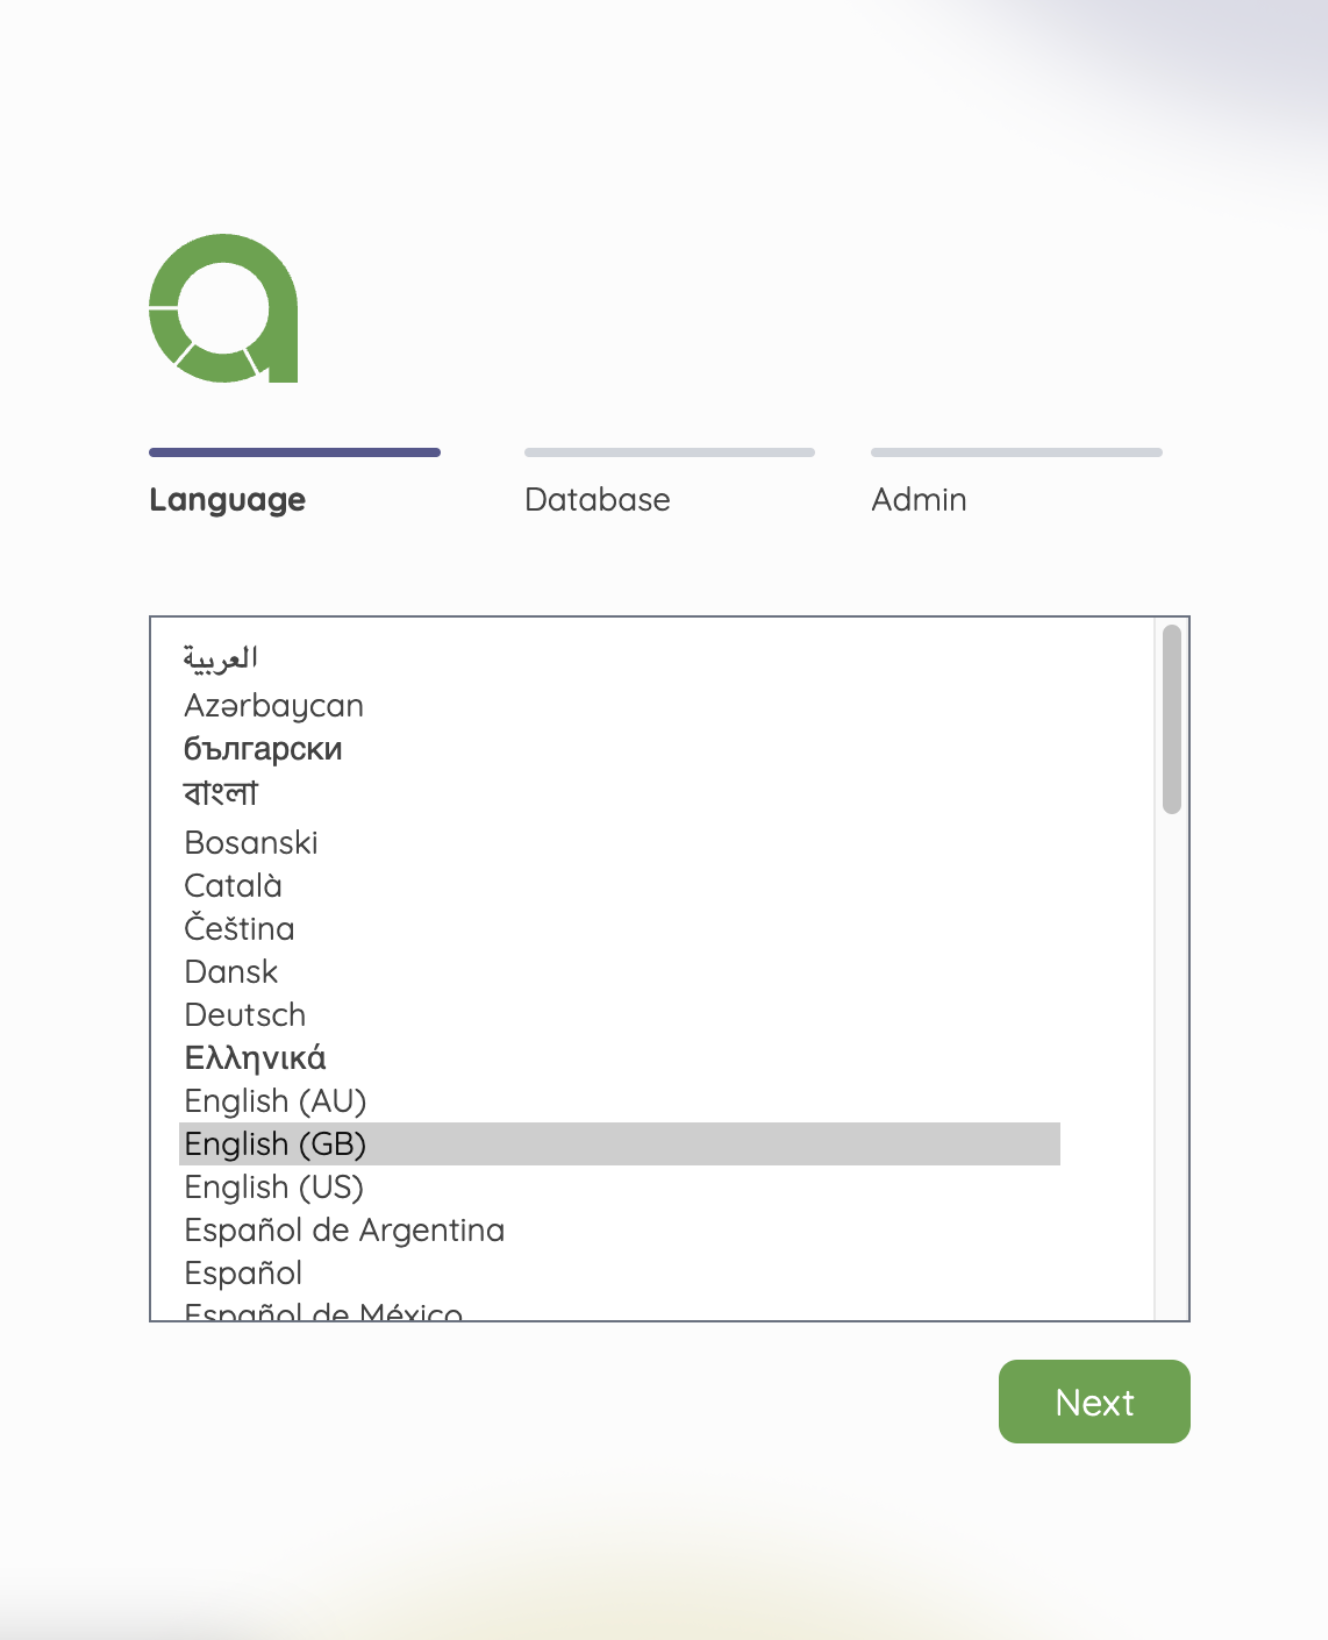 Language
Database
Admin
العربية
Azərbaycan
български
বাংলা
Bosanski
Català
Čeština
Dansk
Deutsch
Ελληνικά
English (AU)
English (GB)
English (US)
Español de Argentina
Español
Español de México
Next